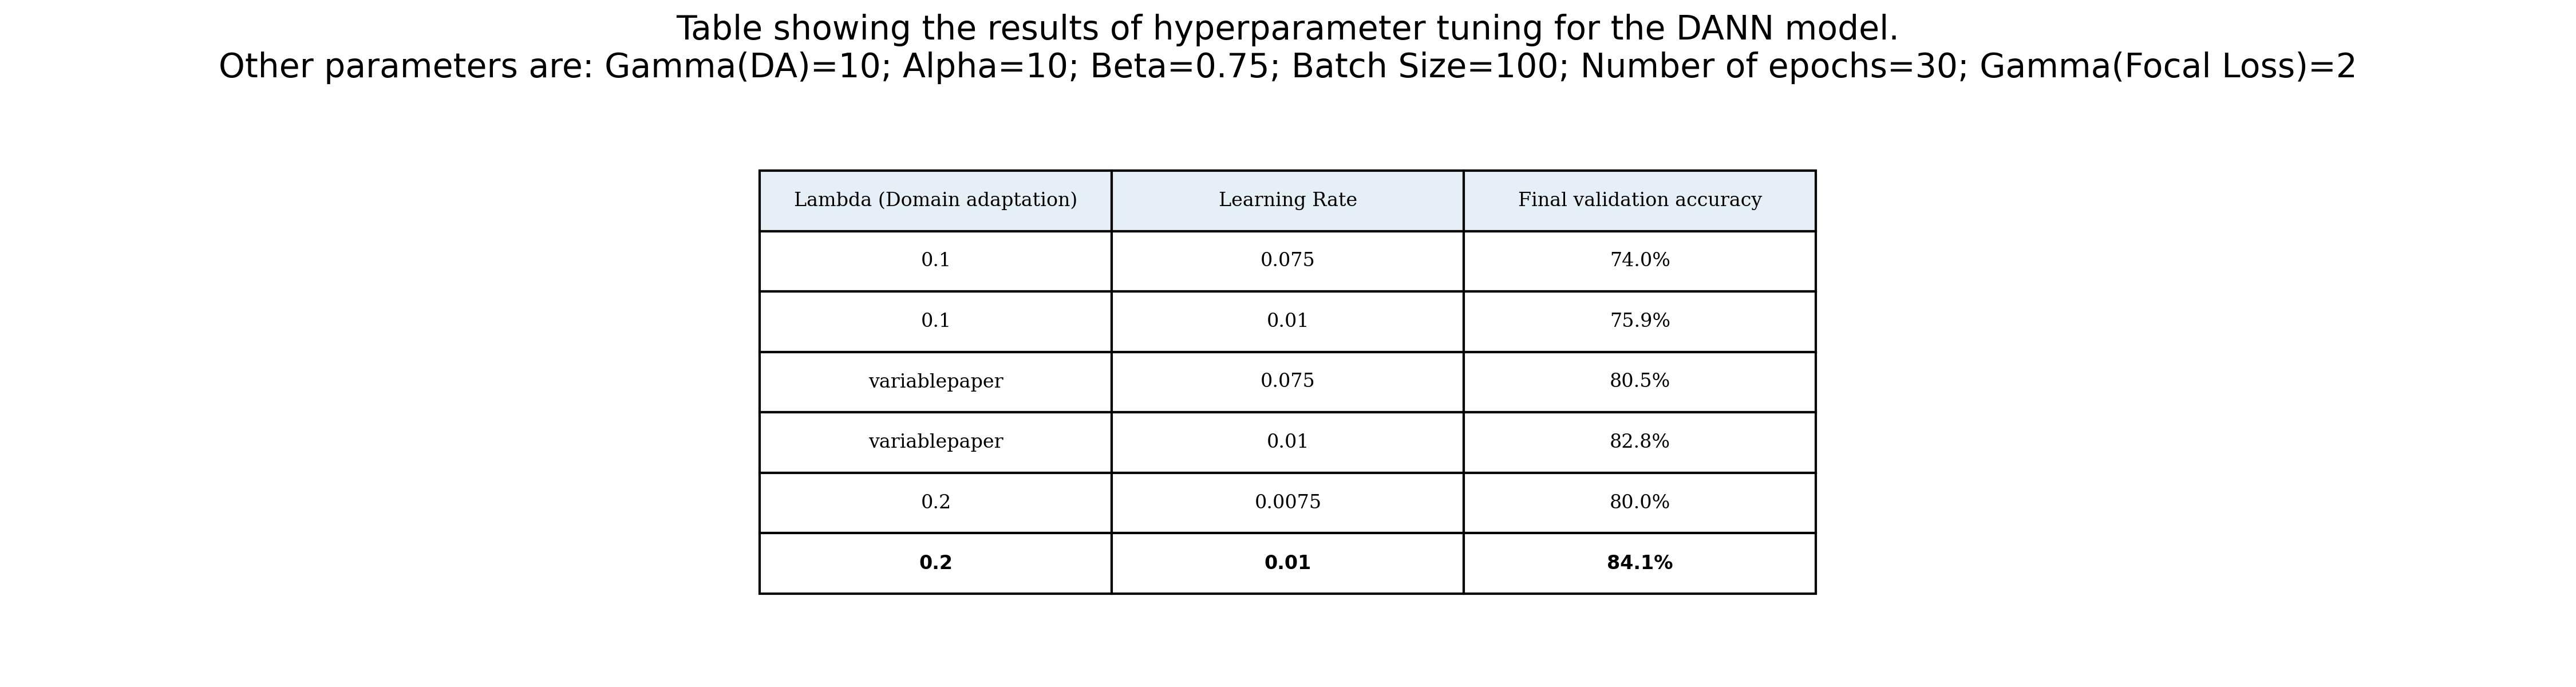 Table showing the results of hyperparameter tuning for the DANN model.
Other parameters are: Gamma(DA)=10; Alpha=10; Beta=0.75; Batch Size=100; Number of epochs=30; Gamma(Focal Loss)=2
Lambda (Domain adaptation) Learning Rate Final validation accuracy
0.1 0.075 74.0%
0.1 0.01 75.9%
variablepaper 0.075 80.5%
variablepaper 0.01 82.8%
0.2 0.0075 80.0%
0.2 0.01 84.1%